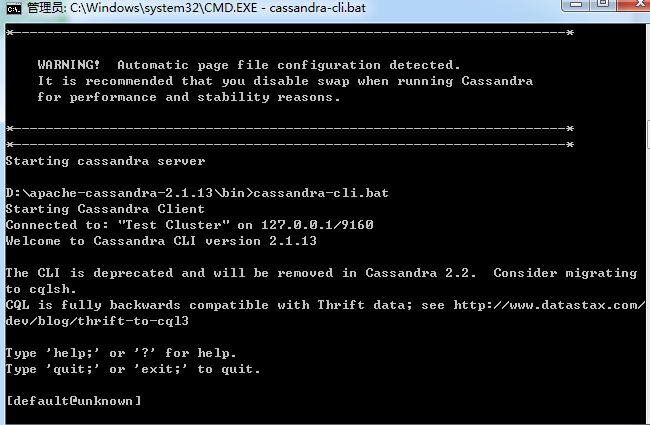 管理员: C:\Windows\system32\CMD.EXE - cassandra-cli.bat
*---------------------------------------------------------------------*
WARNING!  Automatic page file configuration detected.
It is recommended that you disable swap when running Cassandra
for performance and stability reasons.
*---------------------------------------------------------------------*
*---------------------------------------------------------------------*
Starting cassandra server
D:\apache-cassandra-2.1.13\bin>cassandra-cli.bat
Starting Cassandra Client
Connected to: "Test Cluster" on 127.0.0.1/9160
Welcome to Cassandra CLI version 2.1.13
The CLI is deprecated and will be removed in Cassandra 2.2.  Consider migrating
to cqlsh.
CQL is fully backwards compatible with Thrift data; see http://www.datastax.com/
dev/blog/thrift-to-cql3
Type 'help;' or '?' for help.
Type 'quit;' or 'exit;' to quit.
[default@unknown]